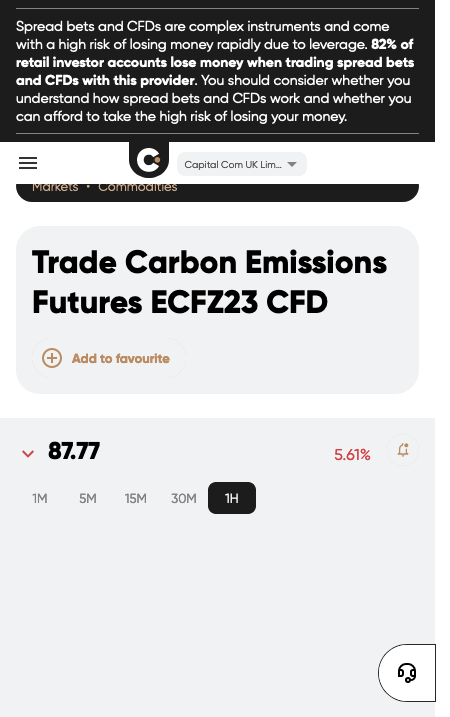 Spread bets and CFDs are complex instruments and come
with a high risk of losing money rapidly due to leverage. 82% of
retail investor accounts lose money when trading spread bets
and CFDs with this provider. You should consider whether you
understand how spread bets and CFDs work and whether you
can afford to take the high risk of losing your money.
Capital Com UK Lim...
Markets • Commodities
Trade Carbon Emissions
Futures ECFZ23 CFD
Add to favourite
87.77
5.61%
1M 5M 15M 30M 1H